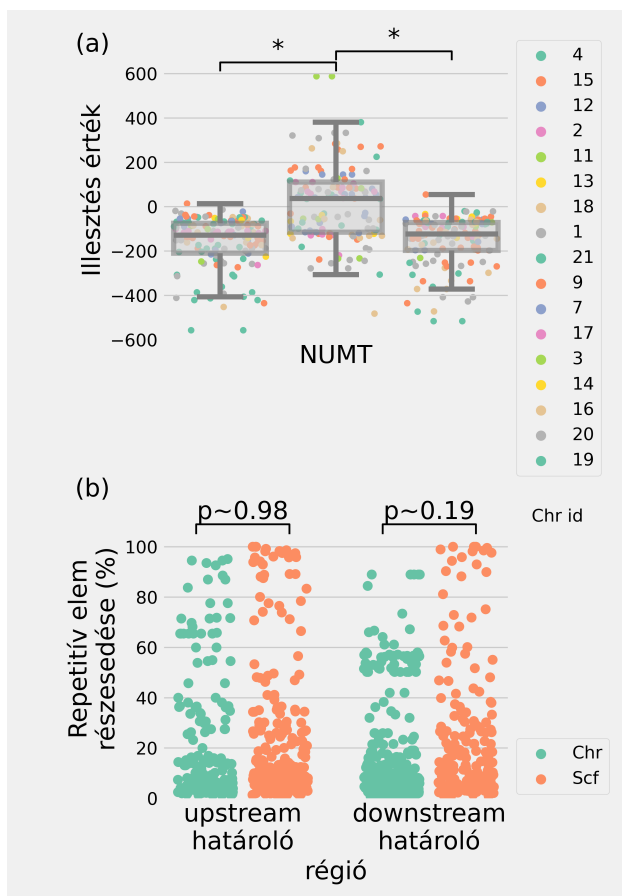 (a)
*
*
600
400
200
0
−200
−400
−600
Illesztés érték
NUMT
4
15
12
2
11
13
18
1
21
9
7
17
3
14
16
20
19
Chr id
(b)
p~0.98
p~0.19
100
80
60
40
20
0
Repetitív elem
részesedése (%)
upstream
határoló
downstream
határoló
régió
Chr
Scf